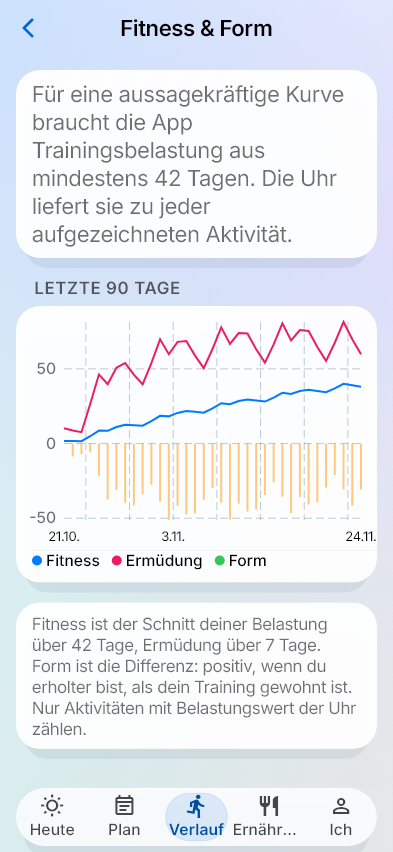 Fitness & Form
Für eine aussagekräftige Kurve
braucht die App
Trainingsbelastung aus
mindestens 42 Tagen. Die Uhr
liefert sie zu jeder
aufgezeichneten Aktivität.
LETZTE 90 TAGE
50
0
-50
21.10. 3.11. 24.11.
Fitness Ermüdung Form
Fitness ist der Schnitt deiner Belastung
über 42 Tage, Ermüdung über 7 Tage.
Form ist die Differenz: positiv, wenn du
erholter bist, als dein Training gewohnt ist.
Nur Aktivitäten mit Belastungswert der Uhr
zählen.
Heute Plan Verlauf Ernähr... Ich